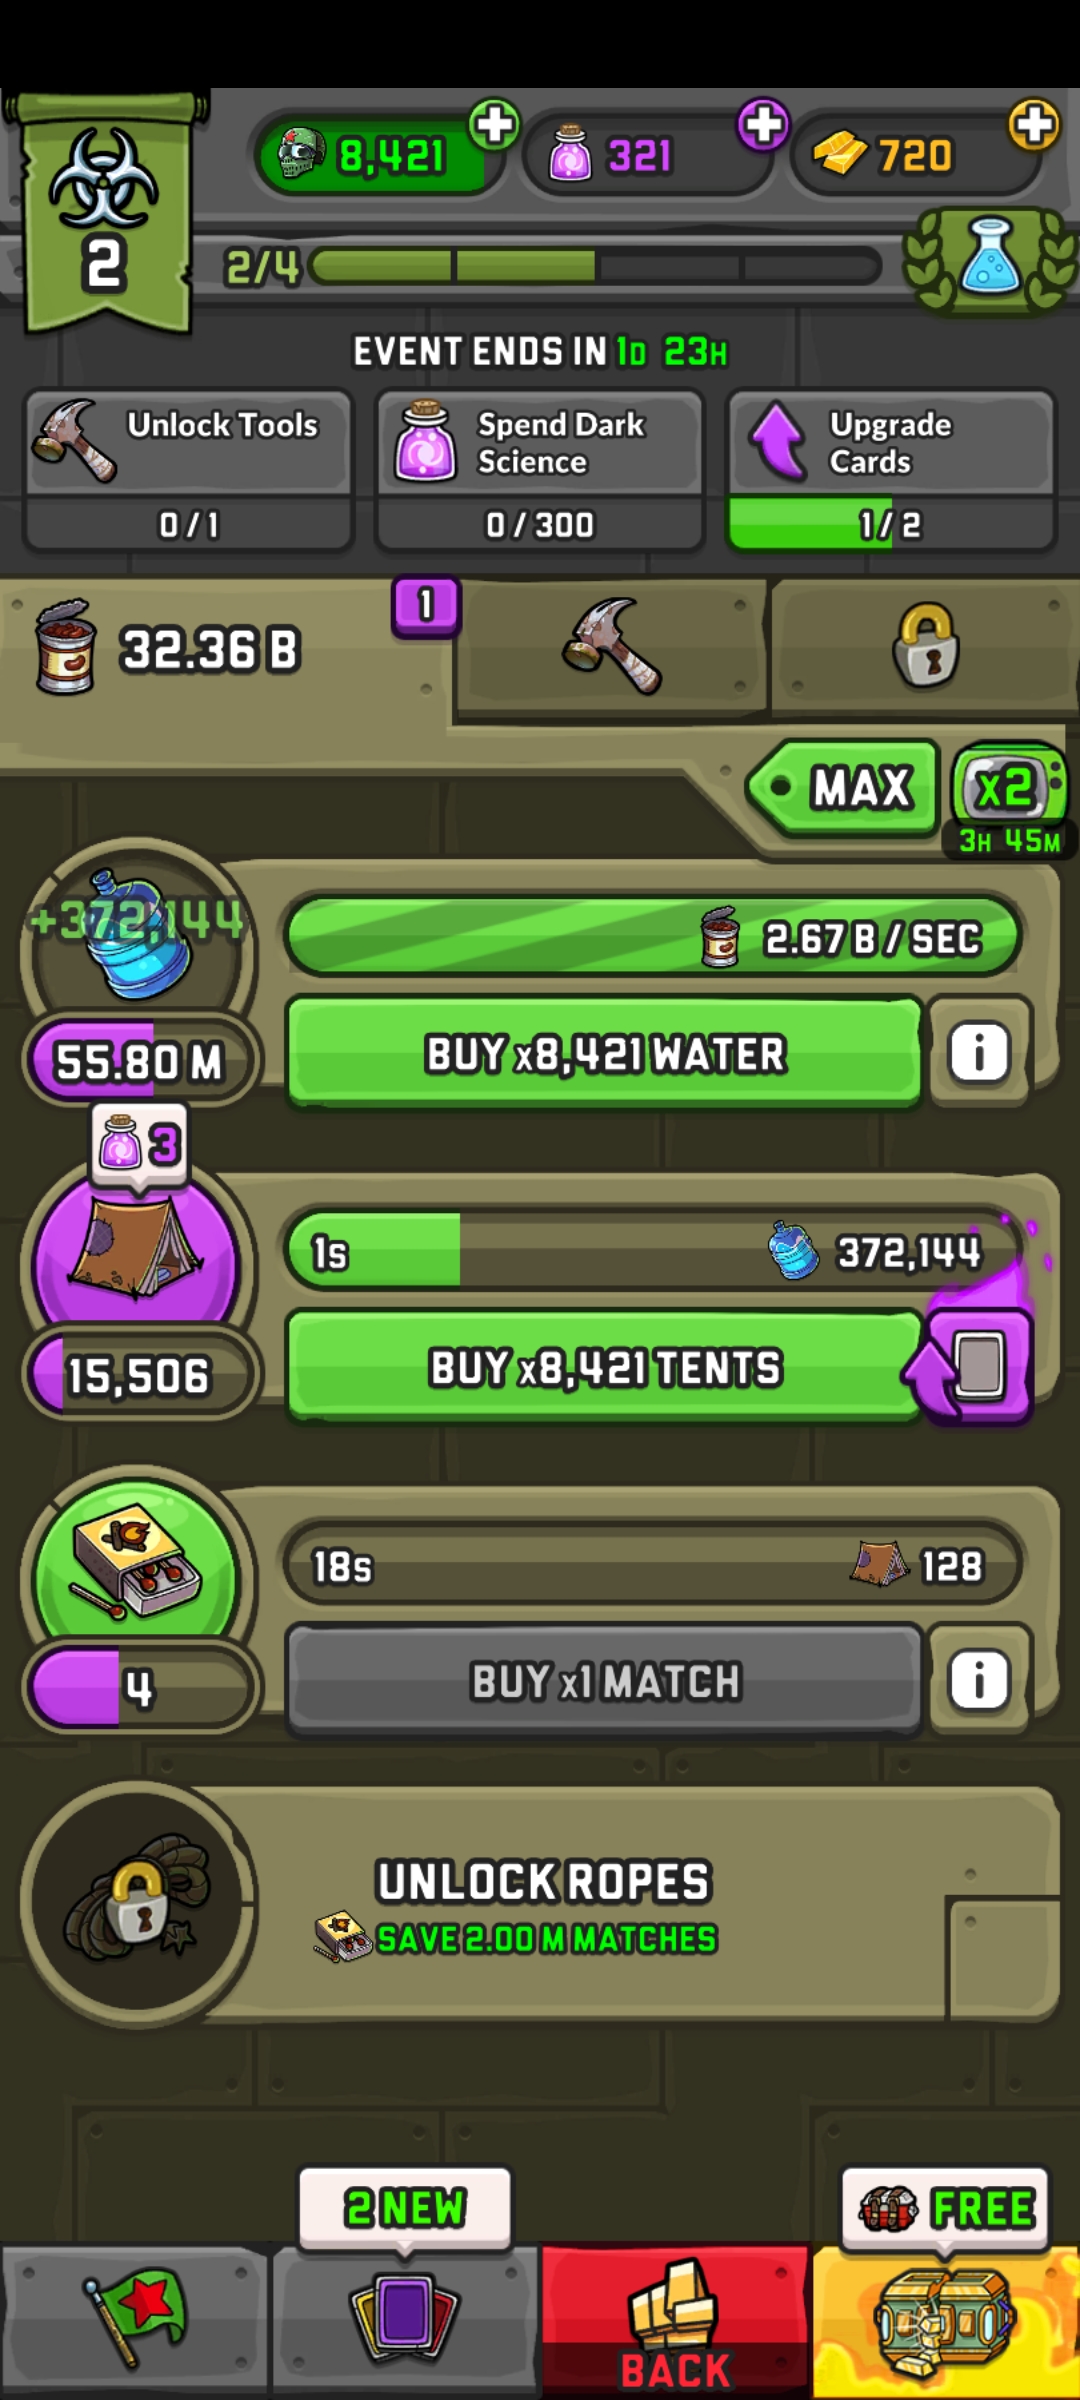 8,421
321
720
2
2/4
EVENT ENDS IN 1D 23H
Unlock Tools
0 / 1
Spend Dark
Science
0 / 300
Upgrade
Cards
1 / 2
32.36 B
1
MAX
x2
3H 45M
+372,144
2.67 B / SEC
55.80 M
BUY x8,421 WATER
i
3
1s
372,144
15,506
BUY x8,421 TENTS
18s
128
4
BUY x1 MATCH
i
UNLOCK ROPES
SAVE 2.00 M MATCHES
2 NEW
FREE
BACK